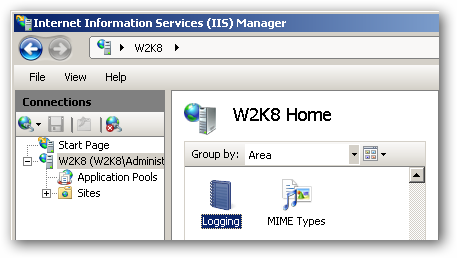 Internet Information Services (IIS) Manager
W2K8
File View Help
Connections
Start Page
W2K8 (W2K8\Administ
Application Pools
Sites
W2K8 Home
Group by: Area
Logging MIME Types